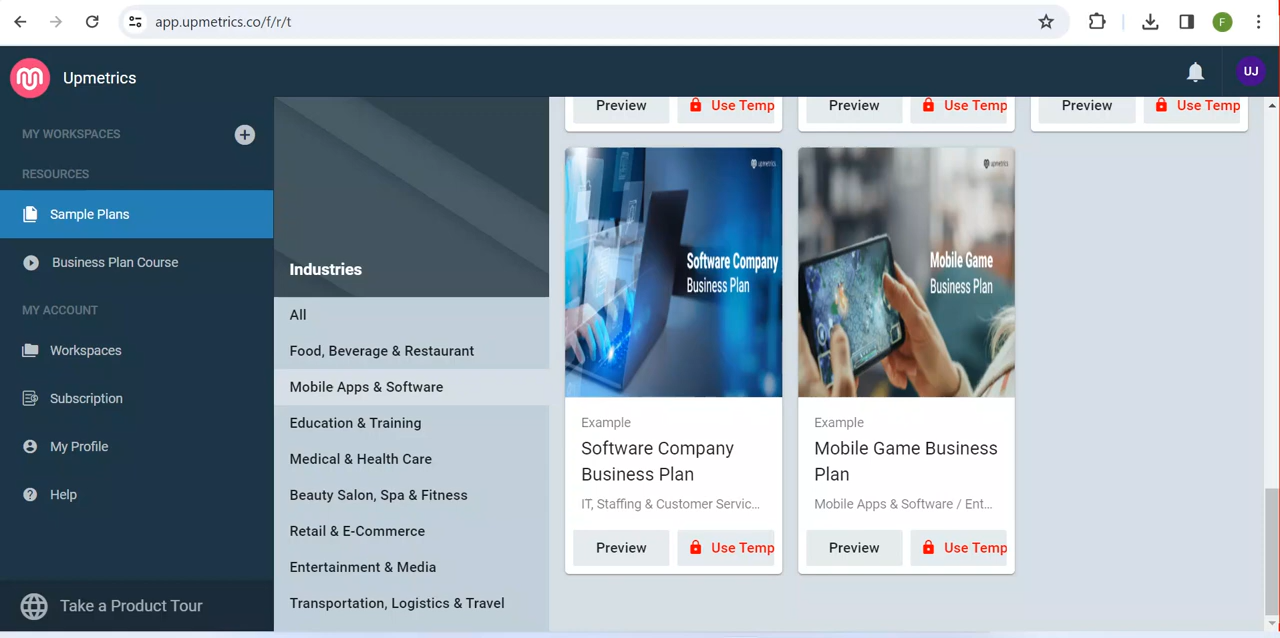 app.upmetrics.co/f/r/t
F
Upmetrics
UJ
MY WORKSPACES
RESOURCES
Sample Plans
Business Plan Course
MY ACCOUNT
Workspaces
Subscription
My Profile
Help
Take a Product Tour
Industries
All
Food, Beverage & Restaurant
Mobile Apps & Software
Education & Training
Medical & Health Care
Beauty Salon, Spa & Fitness
Retail & E-Commerce
Entertainment & Media
Transportation, Logistics & Travel
Preview Use Temp
Preview Use Temp
Preview Use Temp
upmetrics
Software Company
Business Plan
Example
Software Company
Business Plan
IT, Staffing & Customer Servic...
Preview Use Temp
upmetrics
Mobile Game
Business Plan
Example
Mobile Game Business
Plan
Mobile Apps & Software / Ent...
Preview Use Temp